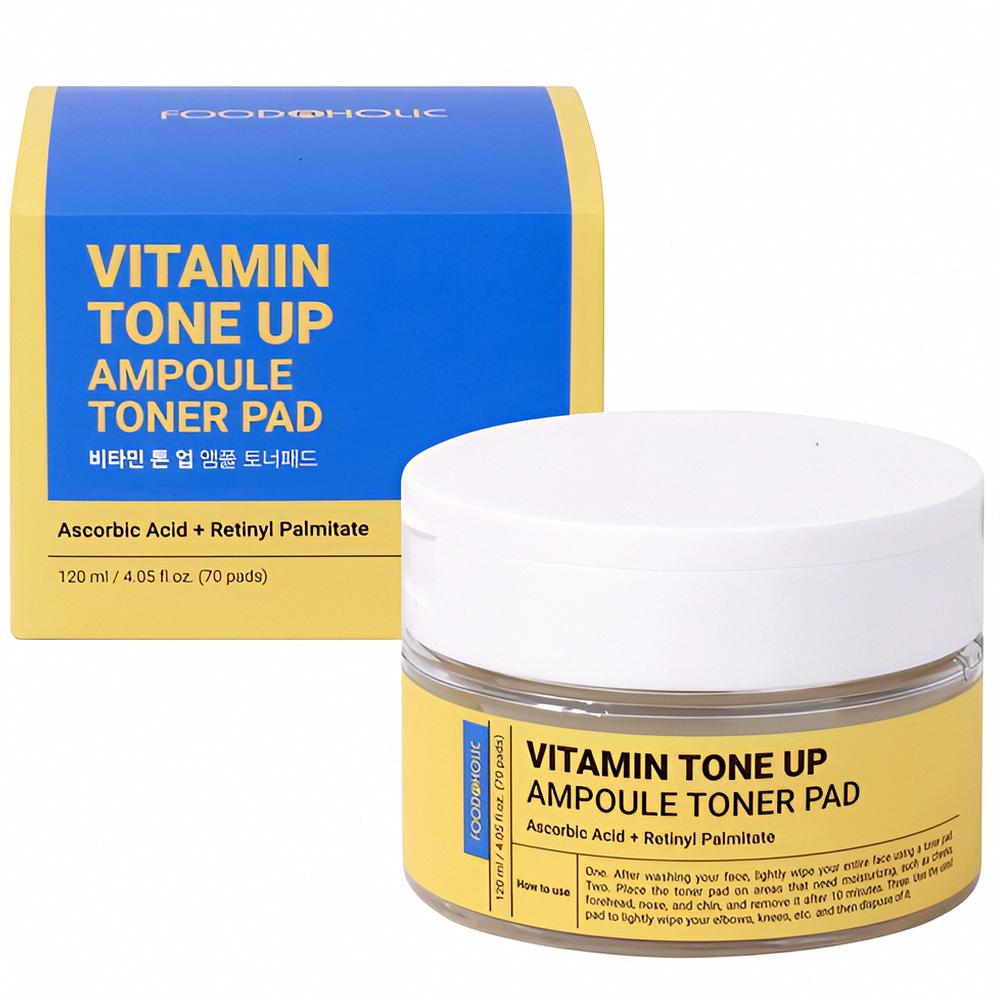 FOODAHOLIC
VITAMIN
TONE UP
AMPOULE
TONER PAD
비타민 톤 업 앰풀 토너패드
Ascorbic Acid + Retinyl Palmitate
120 ml / 4.05 fl.oz. (70 pads)
FOODAHOLIC
120 ml / 4.05 fl.oz. (70 pads)
VITAMIN TONE UP
AMPOULE TONER PAD
Ascorbic Acid + Retinyl Palmitate
How to use
One. After washing your face, lightly wipe your entire face using a toner pad.
Two. Place the toner pad on areas that need moisturizing, such as cheeks,
forehead, nose, and chin, and remove it after 10 minutes. Three. Use the used
pad to lightly wipe your elbows, knees, etc. and then dispose of it.